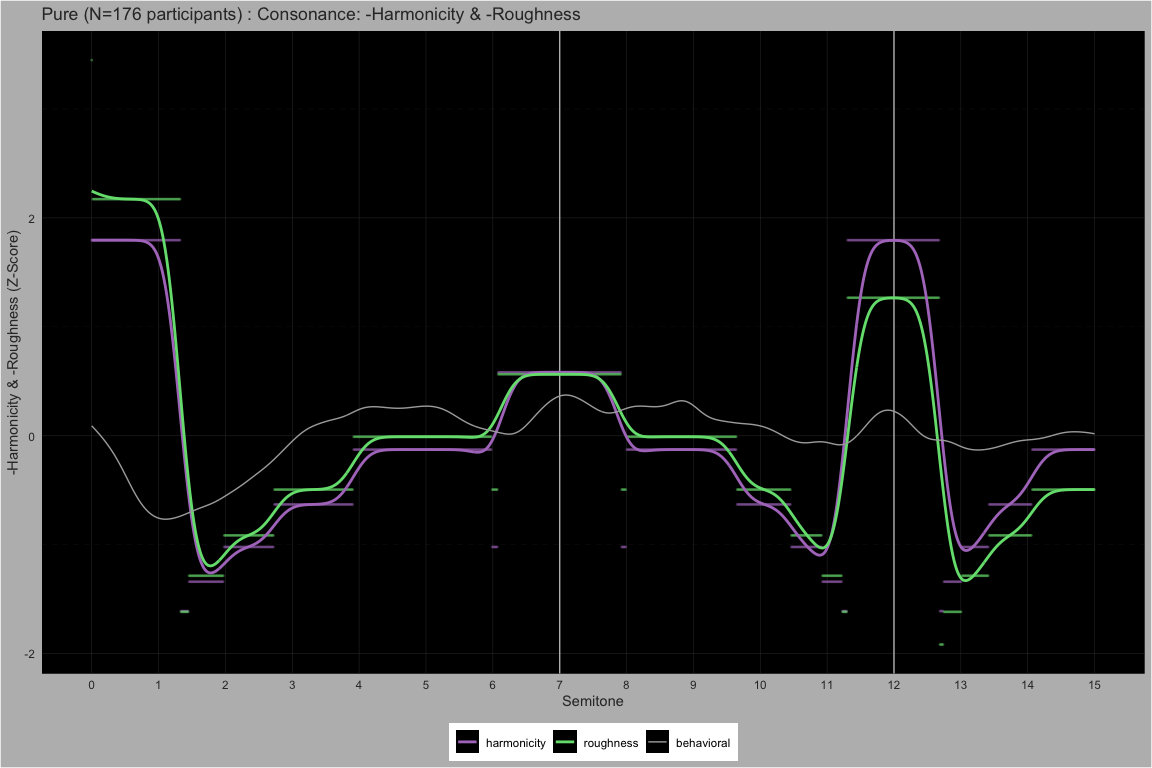 Pure (N=176 participants) : Consonance: -Harmonicity & -Roughness
-Harmonicity & -Roughness (Z-Score)
2
0
-2
0 1 2 3 4 5 6 7 8 9 10 11 12 13 14 15
Semitone
harmonicity roughness behavioral